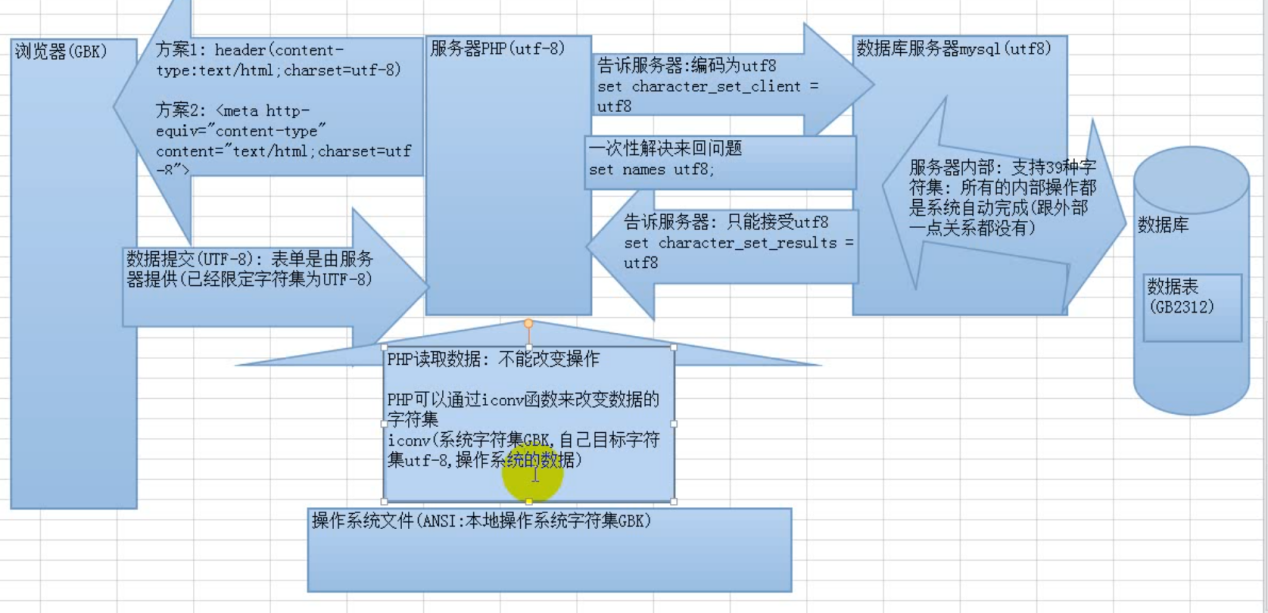 浏览器(GBK)
方案1: header(content-
type:text/html;charset=utf-8)
方案2: <meta http-
equiv="content-type"
content="text/html;charset=utf
-8">
数据提交(UTF-8): 表单是由服务
器提供(已经限定字符集为UTF-8)
服务器PHP(utf-8)
告诉服务器:编码为utf8
set character_set_client =
utf8
一次性解决来回问题
set names utf8;
告诉服务器: 只能接受utf8
set character_set_results =
utf8
数据库服务器mysql(utf8)
服务器内部: 支持39种字
符集: 所有的内部操作都
是系统自动完成(跟外部
一点关系都没有)
数据库
数据表
(GB2312)
PHP读取数据: 不能改变操作
PHP可以通过iconv函数来改变数据的
字符集
iconv(系统字符集GBK,自己目标字符
集utf-8,操作系统的数据)
操作系统文件(ANSI:本地操作系统字符集GBK)